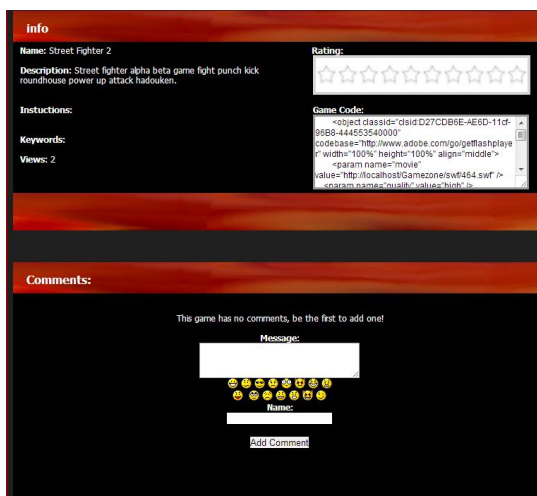 info
Name: Street Fighter 2
Rating:
Description: Street fighter alpha beta game fight punch kick
roundhouse power up attack hadouken.
Instuctions:
Game Code:
<object classid="clsid:D27CDB6E-AE6D-11cf-
96B8-444553540000"
codebase="http://www.adobe.com/go/getflashplaye
r" width="100%" height="100%" align="middle">
<param name="movie"
value="http://localhost/Gamezone/swf/464.swf" />
<param name="quality" value="high" />
Keywords:
Views: 2
Comments:
This game has no comments, be the first to add one!
Message:
Name:
Add Comment